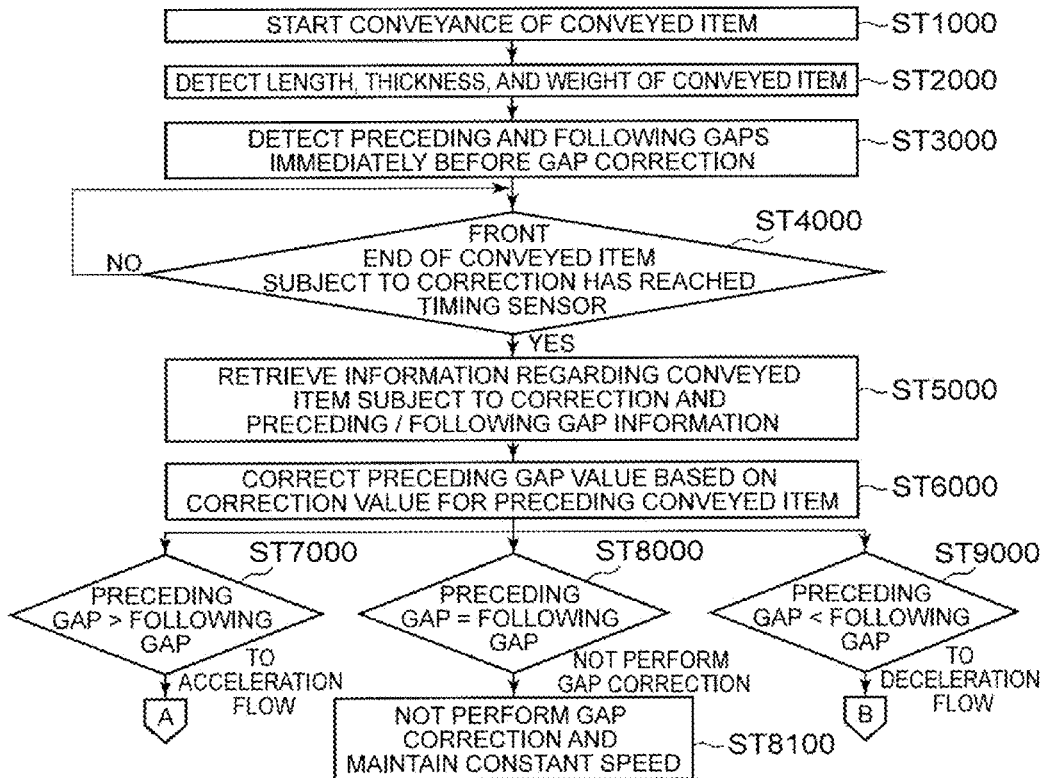 START CONVEYANCE OF CONVEYED ITEM
ST1000
DETECT LENGTH, THICKNESS, AND WEIGHT OF CONVEYED ITEM
ST2000
DETECT PRECEDING AND FOLLOWING GAPS
IMMEDIATELY BEFORE GAP CORRECTION
ST3000
ST4000
FRONT
END OF CONVEYED ITEM
SUBJECT TO CORRECTION HAS REACHED
TIMING SENSOR
NO
YES
RETRIEVE INFORMATION REGARDING CONVEYED
ITEM SUBJECT TO CORRECTION AND
PRECEDING / FOLLOWING GAP INFORMATION
ST5000
CORRECT PRECEDING GAP VALUE BASED ON
CORRECTION VALUE FOR PRECEDING CONVEYED ITEM
ST6000
ST7000
PRECEDING
GAP > FOLLOWING
GAP
TO
ACCELERATION
FLOW
A
ST8000
PRECEDING
GAP = FOLLOWING
GAP
NOT PERFORM
GAP CORRECTION
NOT PERFORM GAP
CORRECTION AND
MAINTAIN CONSTANT SPEED
ST8100
ST9000
PRECEDING
GAP < FOLLOWING
GAP
TO
DECELERATION
FLOW
B